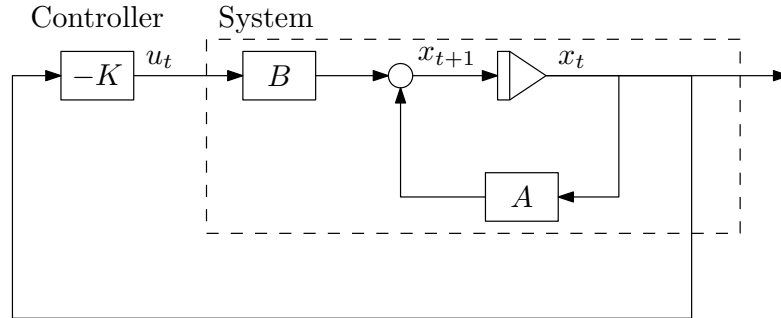 Controller System
−K
u_t
B
x_{t+1}
x_t
A